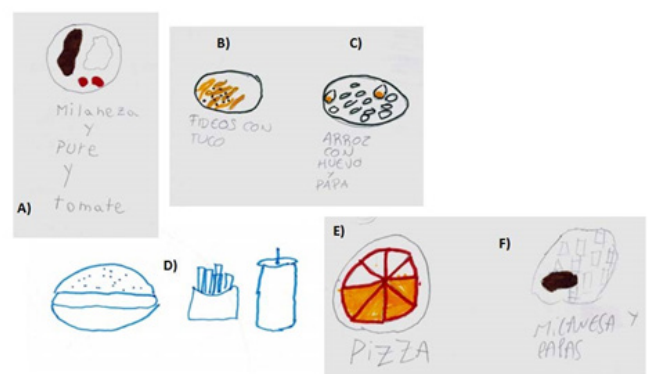 Milaneza
y
Pure
y
tomate
A)
B)
FIDEOS CON
TUCO
C)
ARROZ
CON
HUEVO
Y
PAPA
D)
E)
PIZZA
F)
MILANESA Y
PAPAS